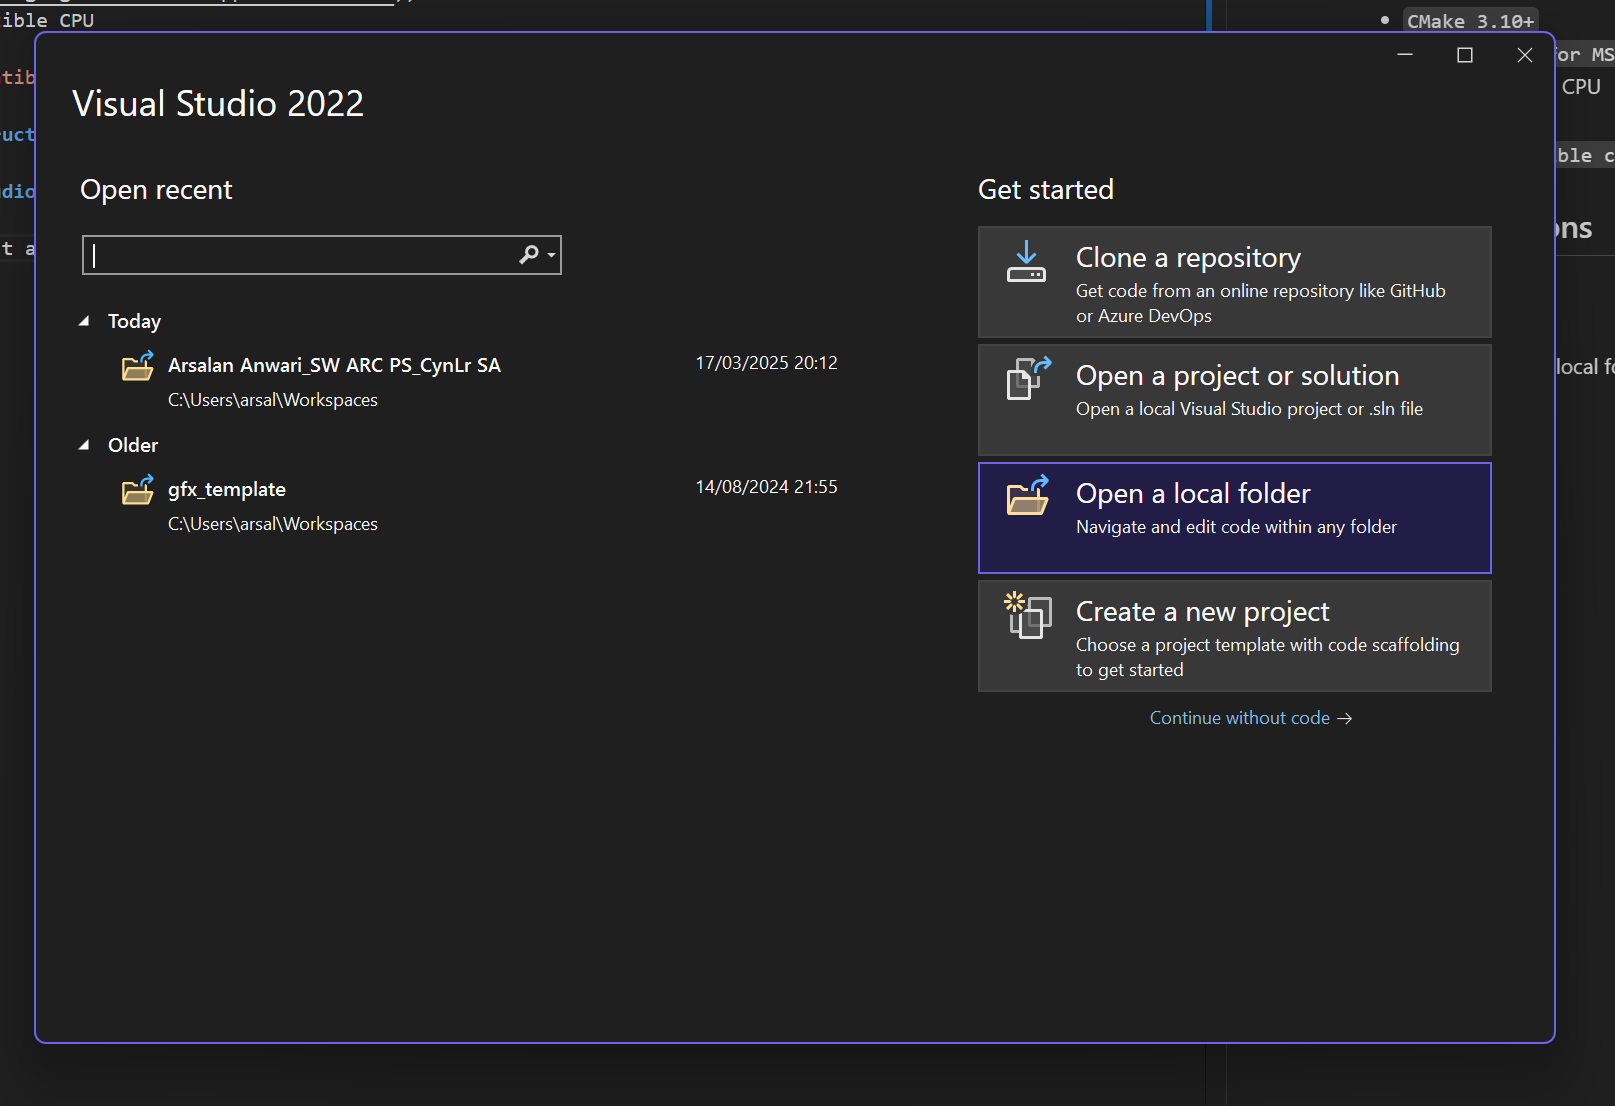 ible CPU
CMake 3.10+
Visual Studio 2022
or MS
CPU
tib
uct
ble c
dio
Open recent
Get started
ns
t a
Clone a repository
Get code from an online repository like GitHub
or Azure DevOps
Today
Arsalan Anwari_SW ARC PS_CynLr SA
17/03/2025 20:12
C:\Users\arsal\Workspaces
Open a project or solution
Open a local Visual Studio project or .sln file
local f
Older
gfx_template
14/08/2024 21:55
C:\Users\arsal\Workspaces
Open a local folder
Navigate and edit code within any folder
Create a new project
Choose a project template with code scaffolding
to get started
Continue without code →